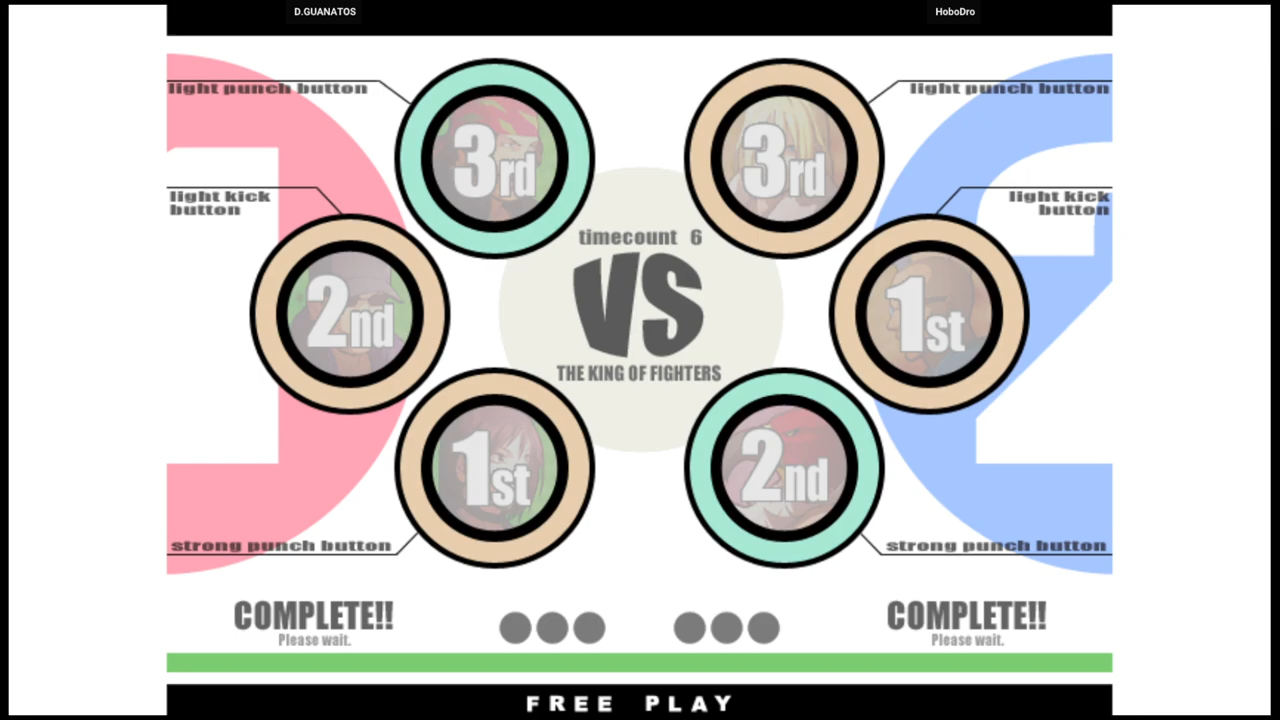 D.GUANATOS
HoboDro
light punch button
light punch button
3rd
3rd
light kick
button
light kick
button
timecount 6
VS
THE KING OF FIGHTERS
2nd
1st
1st
2nd
strong punch button
strong punch button
COMPLETE!!
Please wait.
COMPLETE!!
Please wait.
FREE PLAY
1
2